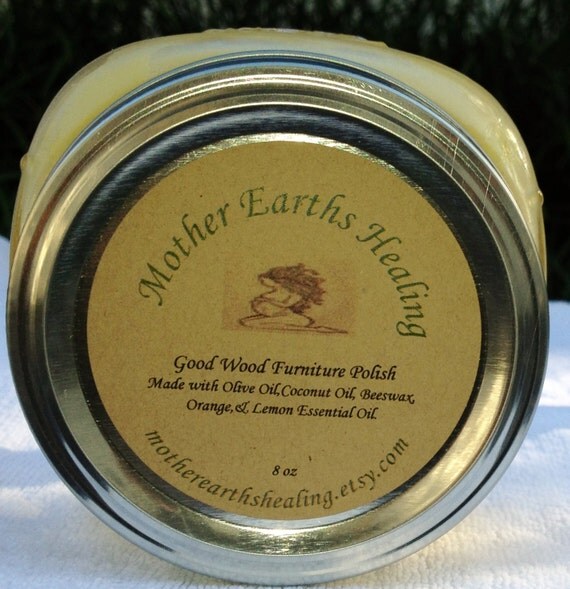 Mother Earths Healing
Good Wood Furniture Polish
Made with Olive Oil,Coconut Oil, Beeswax,
Orange,& Lemon Essential Oil.
8 oz
motherearthshealing.etsy.com